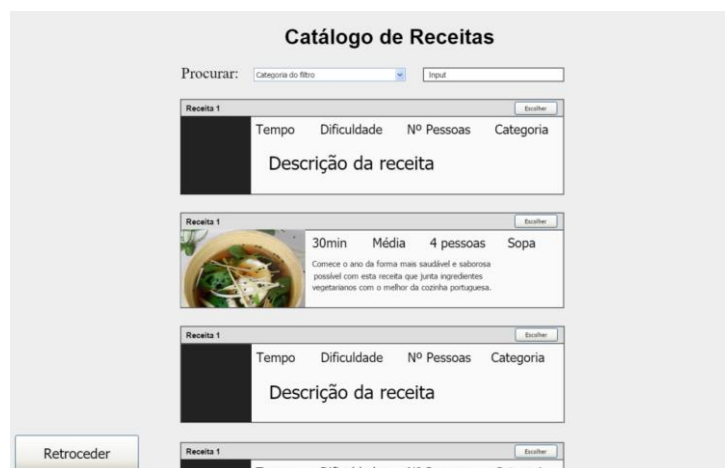 Catálogo de Receitas
Procurar: Categoria do filtro Input
Receita 1 Escolher
Tempo Dificuldade Nº Pessoas Categoria
Descrição da receita
Receita 1 Escolher
30min Média 4 pessoas Sopa
Comece o ano da forma mais saudável e saborosa
possível com esta receita que junta ingredientes
vegetarianos com o melhor da cozinha portuguesa.
Receita 1 Escolher
Tempo Dificuldade Nº Pessoas Categoria
Descrição da receita
Retroceder
Receita 1 Escolher